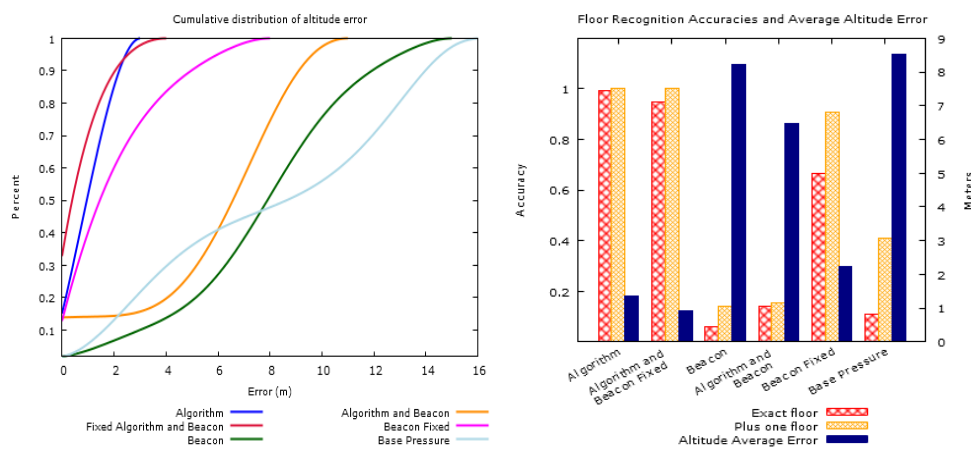 Cumulative distribution of altitude error
1
0.9
0.8
0.7
0.6
0.5
0.4
0.3
0.2
0.1
Percent
0 2 4 6 8 10 12 14 16
Error (m)
Algorithm
Fixed Algorithm and Beacon
Beacon
Algorithm and Beacon
Beacon Fixed
Base Pressure
Floor Recognition Accuracies and Average Altitude Error
1
0.8
0.6
0.4
0.2
Acccuracy
9
8
7
6
5
4
3
2
1
0
Meters
Algorithm
Algorithm and
Beacon Fixed
Beacon
Algorithm and
Beacon
Beacon Fixed
Base Pressure
Exact floor
Plus one floor
Altitude Average Error